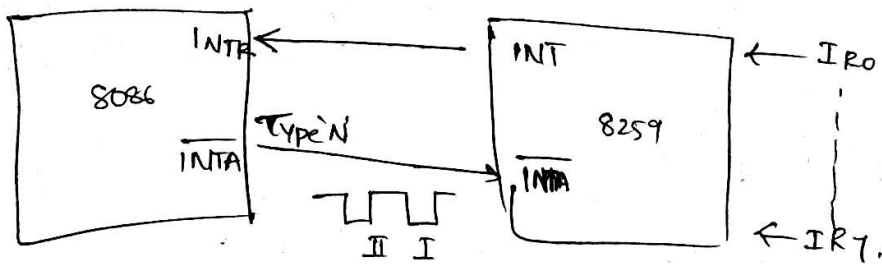 INTR
INT
IR0
8086
8259
Type 'N'
INTA
INTA
II I
IR7.